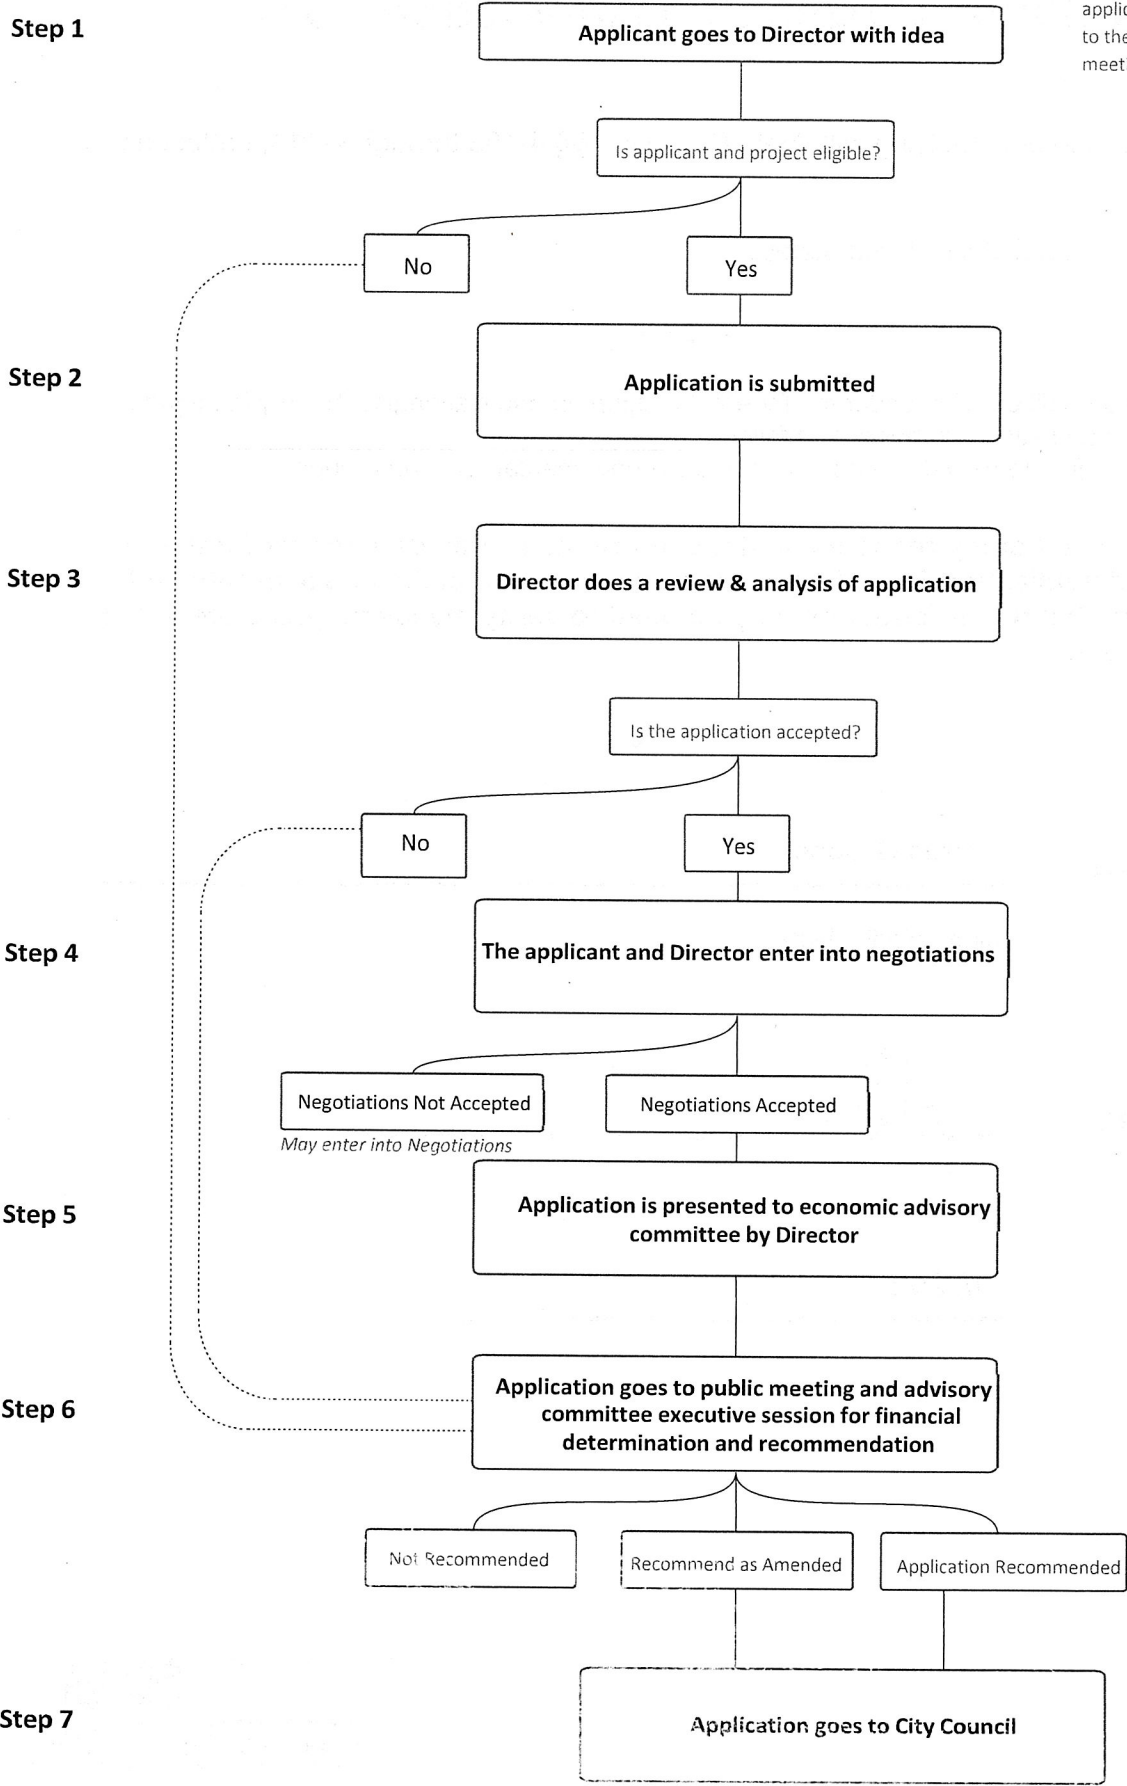 Step 1
Applicant goes to Director with idea
to the
Is applicant and project eligible?
No
Yes
Step 2
Application is submitted
Step 3
Director does a review & analysis of application
Is the application accepted?
No
Yes
Step 4
The applicant and Director enter into negotiations
Negotiations Not Accepted
Negotiations Accepted
May enter into Negotiations
Step 5
Application is presented to economic advisory
committee by Director
Step 6
Application goes to public meeting and advisory
committee executive session for financial
determination and recommendation
Not Recommended
Recommend as Amended
Application Recommended
Step 7
Application goes to City Council